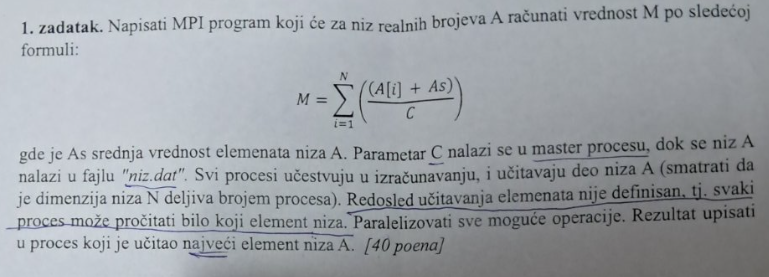 1. zadatak. Napisati MPI program koji će za niz realnih brojeva A računati vrednost M po sledećoj
formuli:
M = \sum_{i=1}^{N} \left( \frac{(A[i] + As)}{C} \right)
gde je As srednja vrednost elemenata niza A. Parametar C nalazi se u master procesu, dok se niz A
nalazi u fajlu "niz.dat". Svi procesi učestvuju u izračunavanju, i učitavaju deo niza A (smatrati da
je dimenzija niza N deljiva brojem procesa). Redosled učitavanja elemenata nije definisan, tj. svaki
proces može pročitati bilo koji element niza. Paralelizovati sve moguće operacije. Rezultat upisati
u proces koji je učitao najveći element niza A. [40 poena]